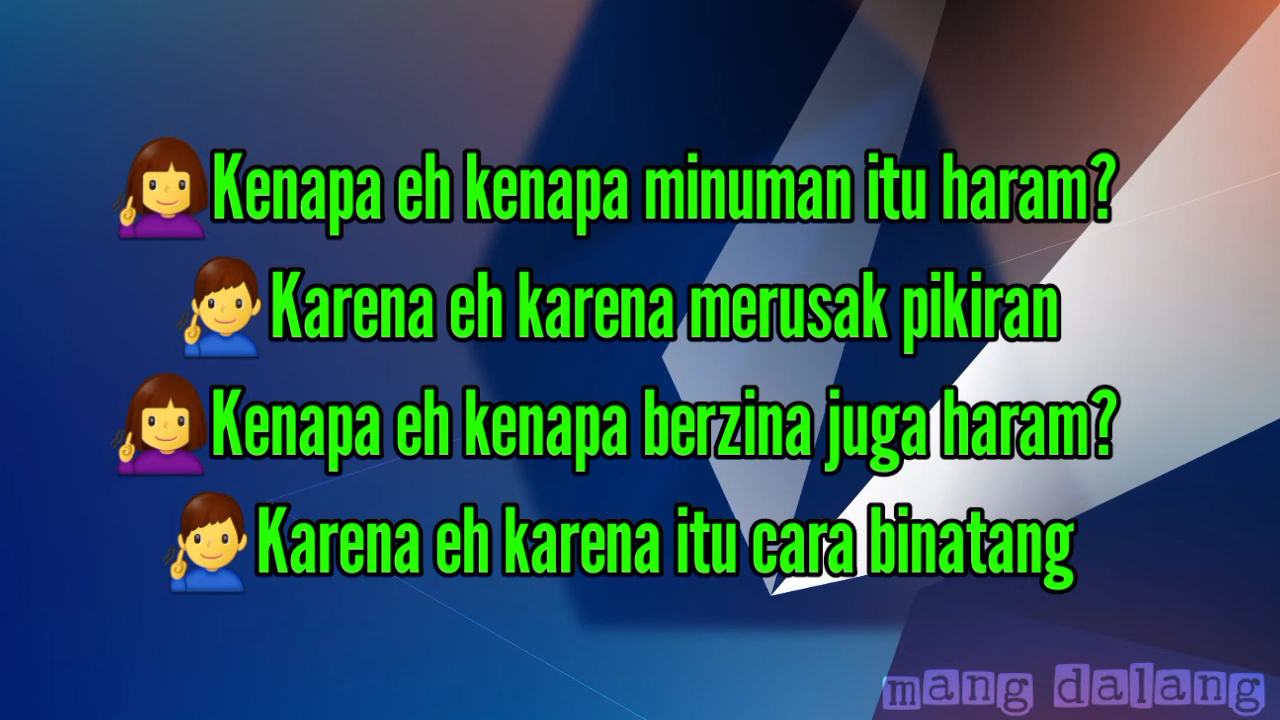 Kenapa eh kenapa minuman itu haram?
Karena eh karena merusak pikiran
Kenapa eh kenapa berzina juga haram?
Karena eh karena itu cara binatang
mang dalang